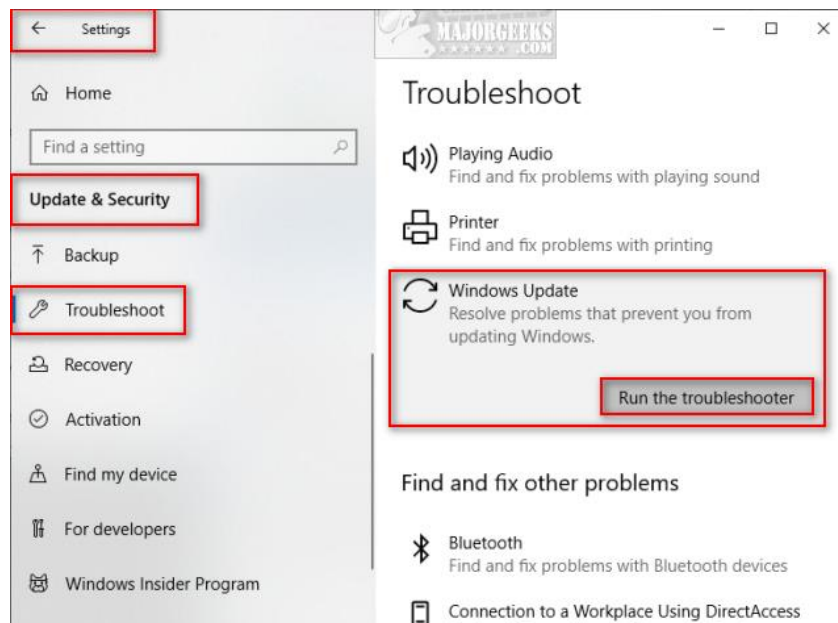 Settings
MAJORGEEKS
.COM
Home
Troubleshoot
Find a setting
Update & Security
Backup
Troubleshoot
Recovery
Activation
Find my device
For developers
Windows Insider Program
Playing Audio
Find and fix problems with playing sound
Printer
Find and fix problems with printing
Windows Update
Resolve problems that prevent you from
updating Windows.
Run the troubleshooter
Find and fix other problems
Bluetooth
Find and fix problems with Bluetooth devices
Connection to a Workplace Using DirectAccess